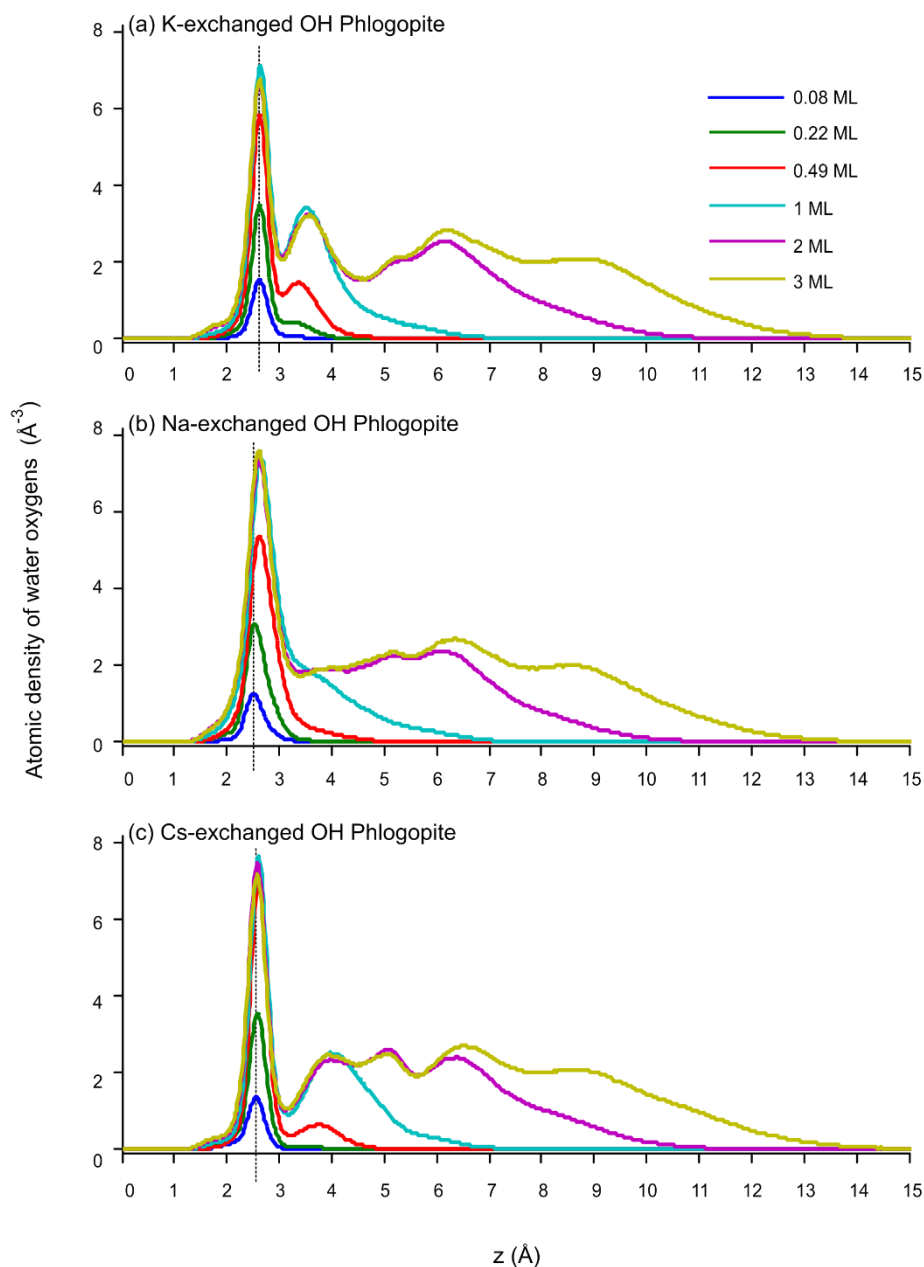 (a) K-exchanged OH Phlogopite
8
6
4
2
0
0 1 2 3 4 5 6 7 8 9 10 11 12 13 14 15
0.08 ML
0.22 ML
0.49 ML
1 ML
2 ML
3 ML
(b) Na-exchanged OH Phlogopite
8
6
4
2
0
0 1 2 3 4 5 6 7 8 9 10 11 12 13 14 15
Atomic density of water oxygens (Å⁻³)
(c) Cs-exchanged OH Phlogopite
8
6
4
2
0
0 1 2 3 4 5 6 7 8 9 10 11 12 13 14 15
z (Å)